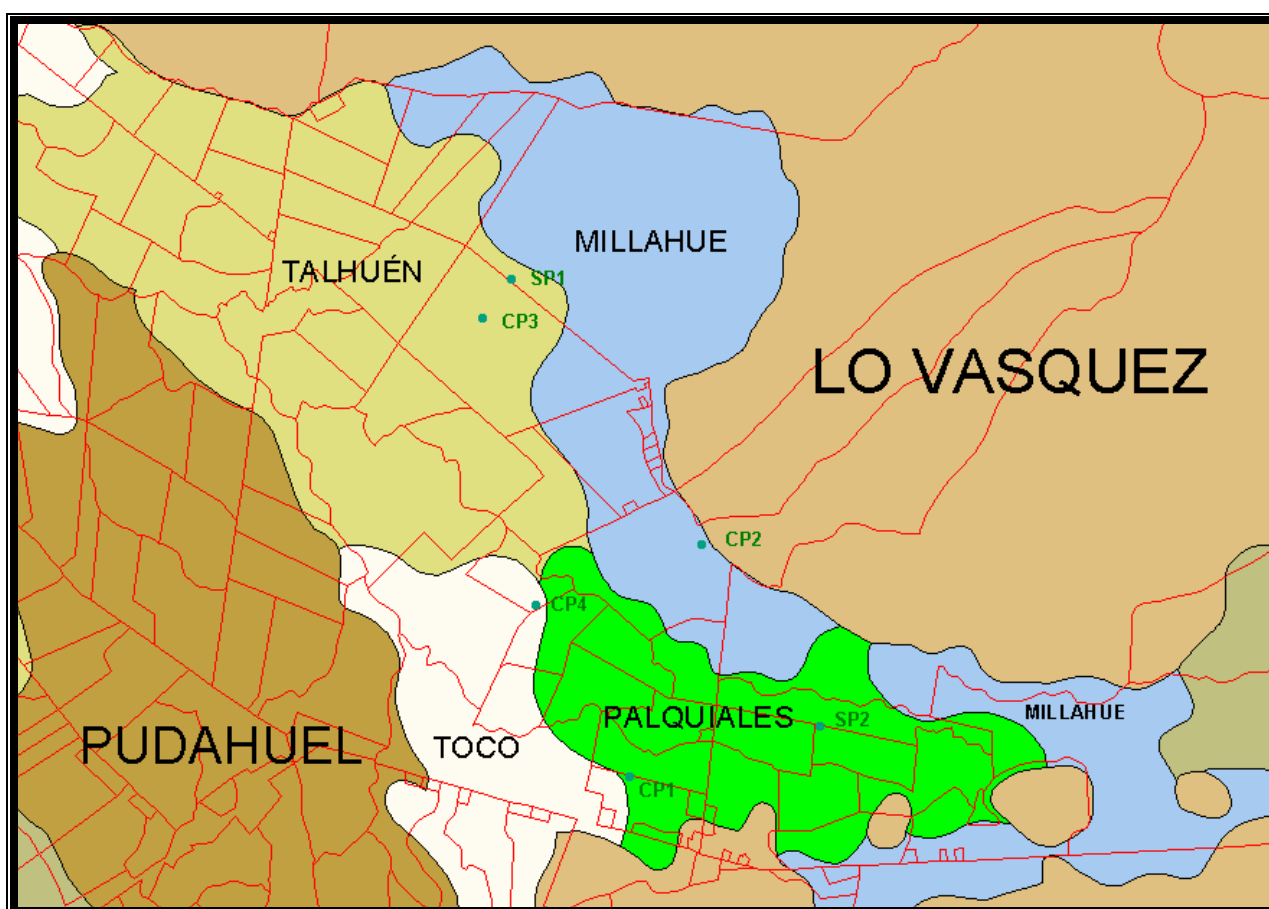 MILLAHUE
TALHUÉN
SP1
CP3
LO VASQUEZ
CP2
CP4
PALQUIALES
SP2
MILLAHUE
PUDAHUEL
TOCO
CP1